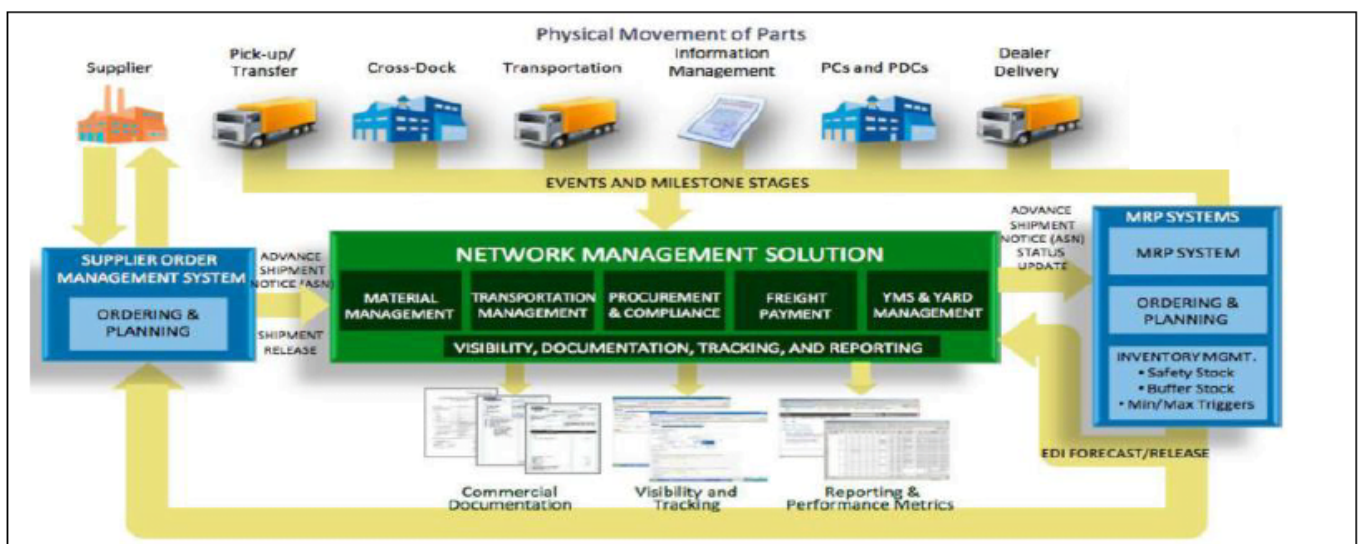 Physical Movement of Parts
Supplier
Pick-up/
Transfer
Cross-Dock
Transportation
Information
Management
PCs and PDCs
Dealer
Delivery
EVENTS AND MILESTONE STAGES
SUPPLIER ORDER
MANAGEMENT SYSTEM
ORDERING &
PLANNING
ADVANCE
SHIPMENT
NOTICE (ASN)
SHIPMENT
RELEASE
NETWORK MANAGEMENT SOLUTION
MATERIAL
MANAGEMENT
TRANSPORTATION
MANAGEMENT
PROCUREMENT
& COMPLIANCE
FREIGHT
PAYMENT
YMS & YARD
MANAGEMENT
VISIBILITY, DOCUMENTATION, TRACKING, AND REPORTING
ADVANCE
SHIPMENT
NOTICE (ASN)
STATUS
UPDATE
MRP SYSTEMS
MRP SYSTEM
ORDERING &
PLANNING
INVENTORY MGMT.
• Safety Stock
• Buffer Stock
• Min/Max Triggers
EDI FORECAST/RELEASE
Commercial
Documentation
Visibility and
Tracking
Reporting &
Performance Metrics